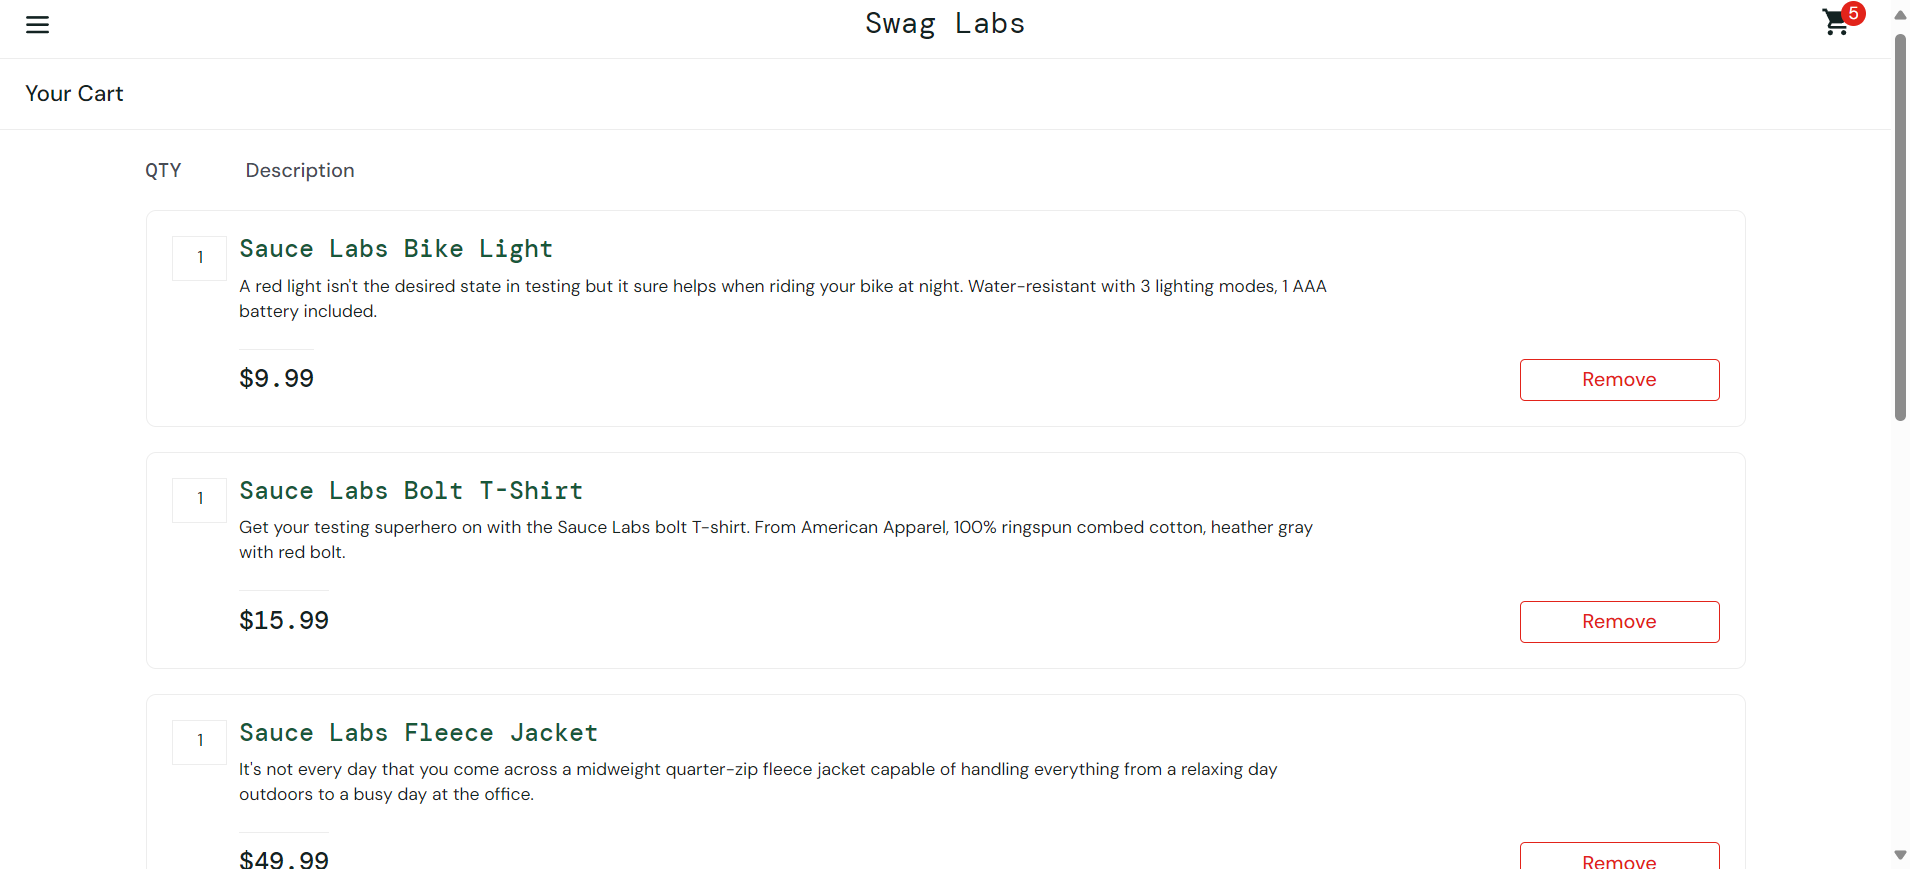 Swag Labs
5
Your Cart
QTY Description
1
Sauce Labs Bike Light
A red light isn't the desired state in testing but it sure helps when riding your bike at night. Water-resistant with 3 lighting modes, 1 AAA
battery included.
$9.99
Remove
1
Sauce Labs Bolt T-Shirt
Get your testing superhero on with the Sauce Labs bolt T-shirt. From American Apparel, 100% ringspun combed cotton, heather gray
with red bolt.
$15.99
Remove
1
Sauce Labs Fleece Jacket
It's not every day that you come across a midweight quarter-zip fleece jacket capable of handling everything from a relaxing day
outdoors to a busy day at the office.
$49.99
Remove